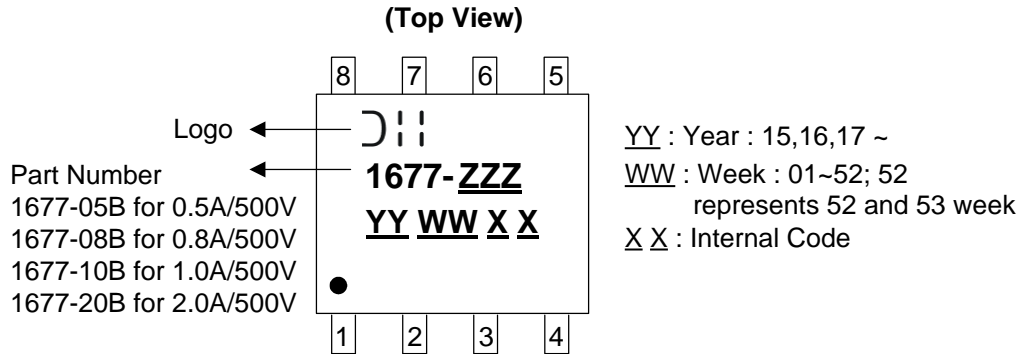 (Top View)
8 7 6 5
Logo
1677-ZZZ
YY WW X X
Part Number
1677-05B for 0.5A/500V
1677-08B for 0.8A/500V
1677-10B for 1.0A/500V
1677-20B for 2.0A/500V
YY : Year : 15,16,17 ~
WW : Week : 01~52; 52
represents 52 and 53 week
X X : Internal Code
1 2 3 4